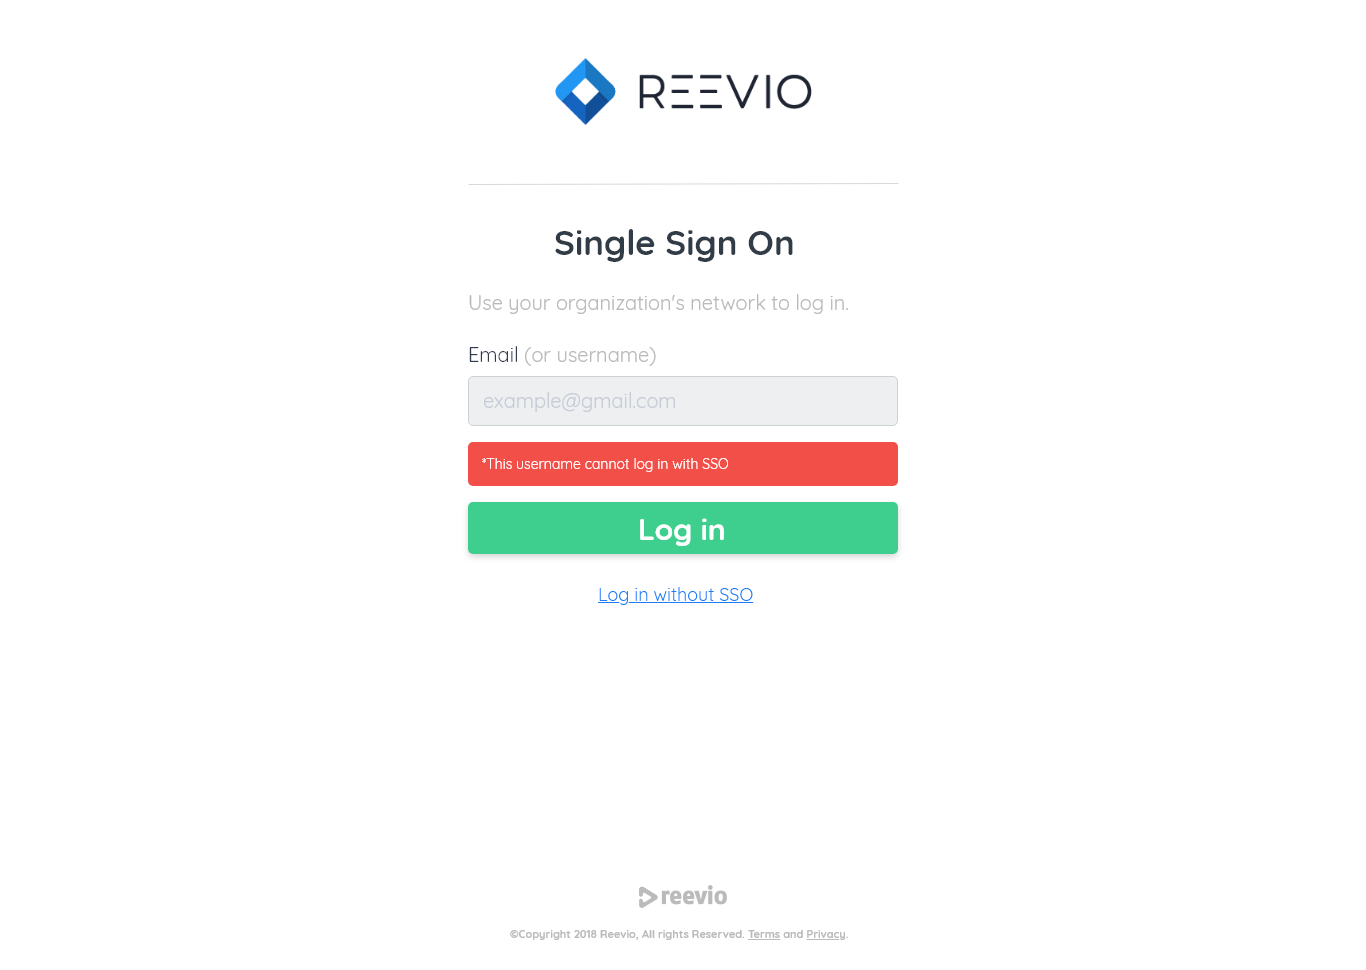 REEVIO
Single Sign On
Use your organization's network to log in.
Email (or username)
example@gmail.com
*This username cannot log in with SSO
Log in
Log in without SSO
reevio
©Copyright 2018 Reevio, All rights Reserved. Terms and Privacy.